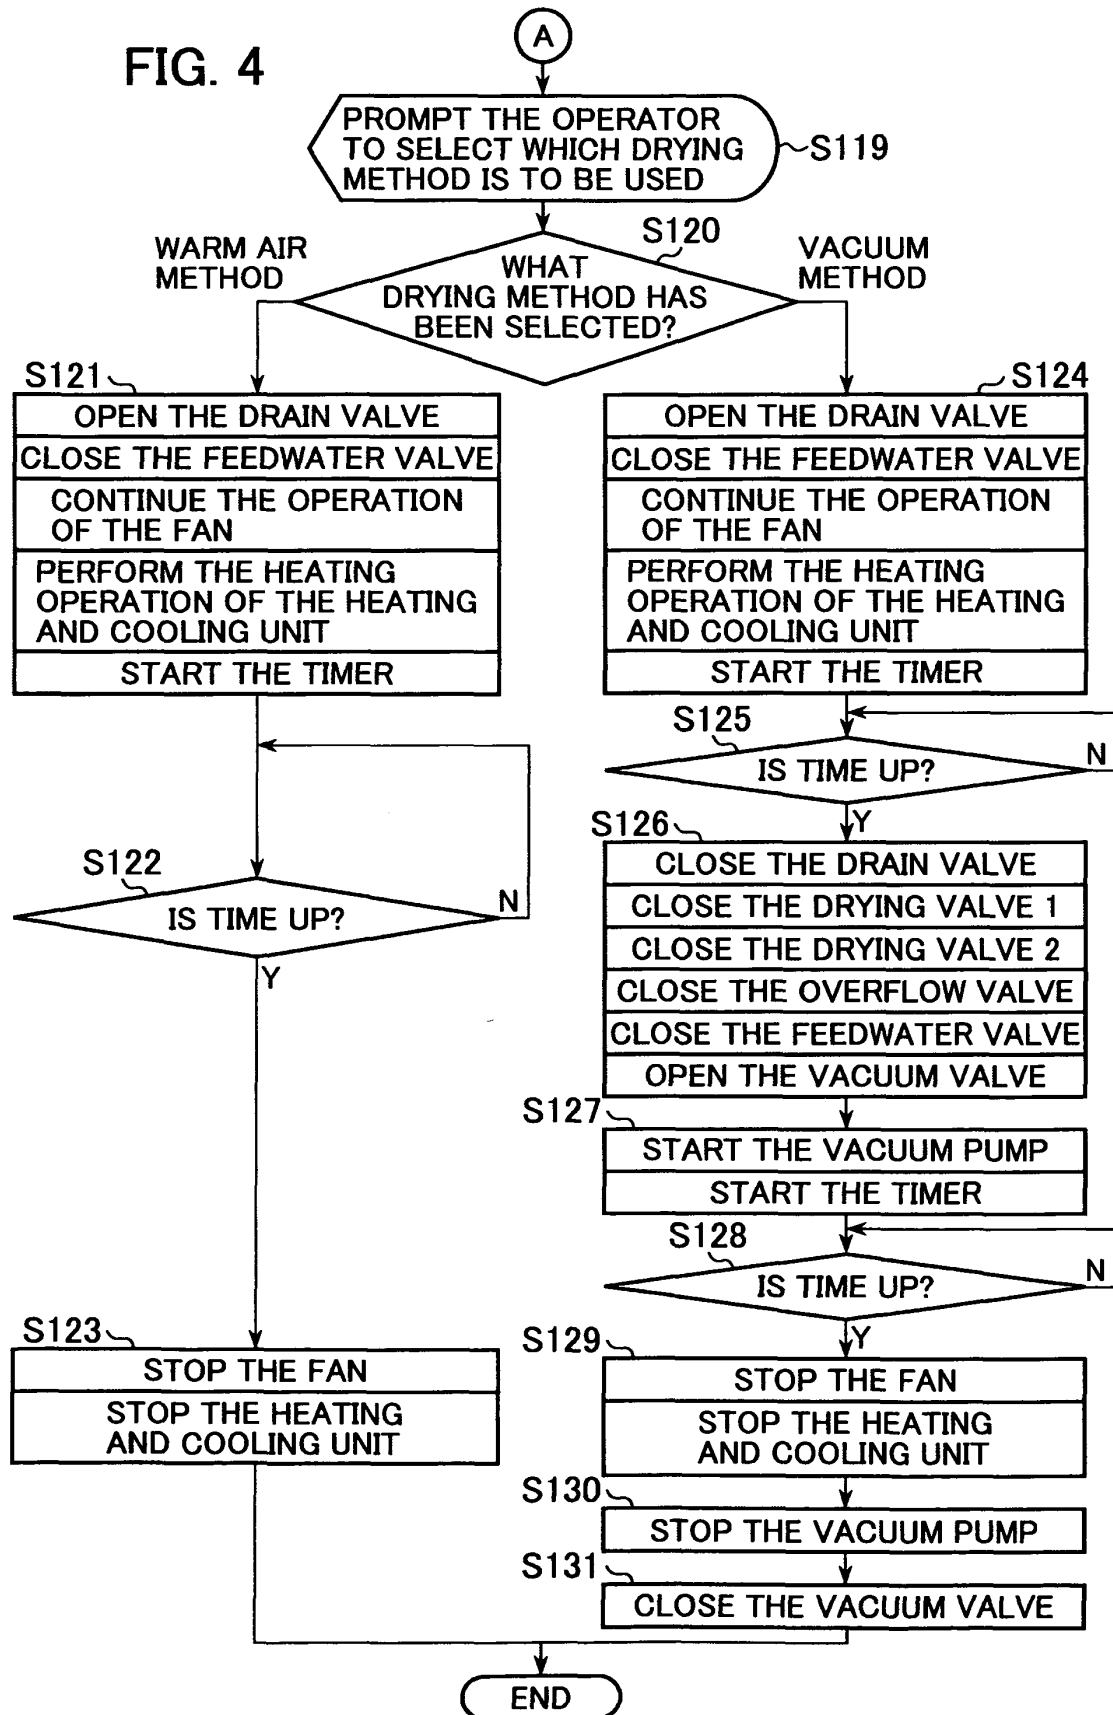 FIG. 4
A
PROMPT THE OPERATOR
TO SELECT WHICH DRYING
METHOD IS TO BE USED
S119
S120
WARM AIR
METHOD
VACUUM
METHOD
WHAT
DRYING METHOD HAS
BEEN SELECTED?
S121
OPEN THE DRAIN VALVE
CLOSE THE FEEDWATER VALVE
CONTINUE THE OPERATION
OF THE FAN
PERFORM THE HEATING
OPERATION OF THE HEATING
AND COOLING UNIT
START THE TIMER
S122
IS TIME UP?
N
Y
S123
STOP THE FAN
STOP THE HEATING
AND COOLING UNIT
S124
OPEN THE DRAIN VALVE
CLOSE THE FEEDWATER VALVE
CONTINUE THE OPERATION
OF THE FAN
PERFORM THE HEATING
OPERATION OF THE HEATING
AND COOLING UNIT
START THE TIMER
S125
IS TIME UP?
N
Y
S126
CLOSE THE DRAIN VALVE
CLOSE THE DRYING VALVE 1
CLOSE THE DRYING VALVE 2
CLOSE THE OVERFLOW VALVE
CLOSE THE FEEDWATER VALVE
OPEN THE VACUUM VALVE
S127
START THE VACUUM PUMP
START THE TIMER
S128
IS TIME UP?
N
Y
S129
STOP THE FAN
STOP THE HEATING
AND COOLING UNIT
S130
STOP THE VACUUM PUMP
S131
CLOSE THE VACUUM VALVE
END